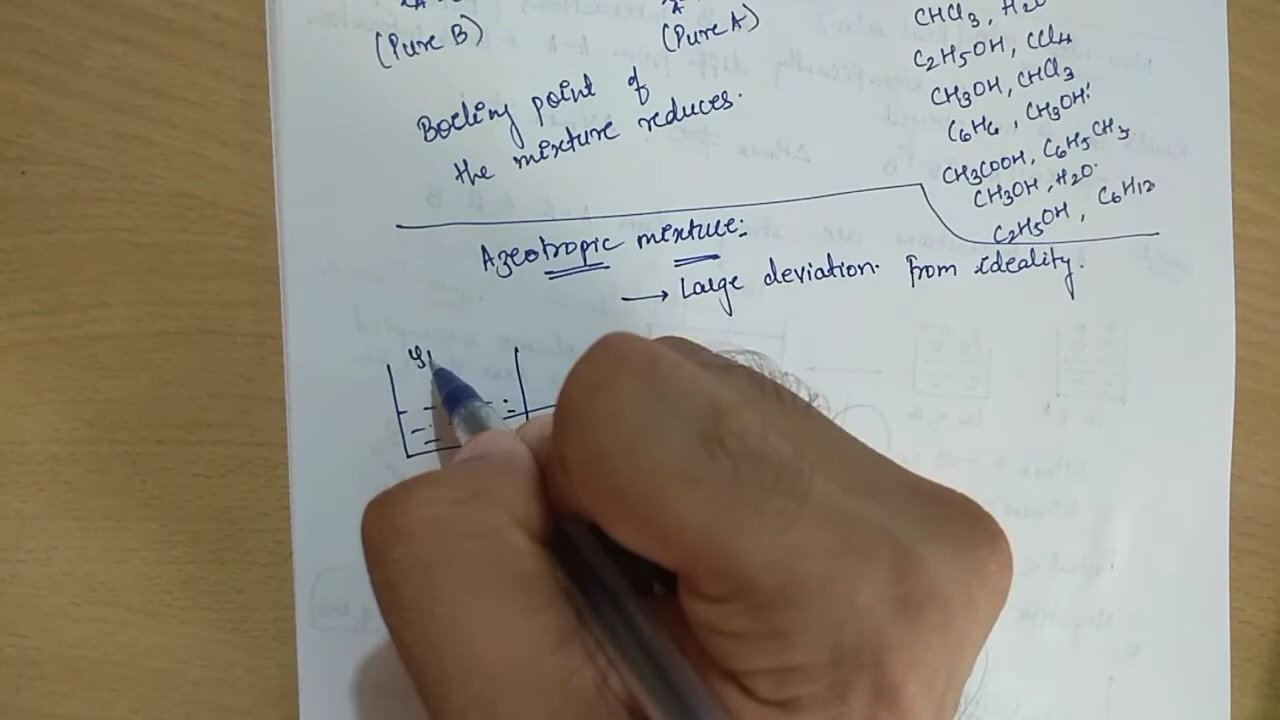 (Pure B)
(Pure A)
Boiling point of
the mixture reduces.
CHCl3, H2O
C2H5OH, CCl4
CH3OH, CHCl3
C6H6, CH3OH
CH3COOH, C6H5CH3
CH3OH, H2O
C2H5OH, C6H12
Azeotropic mixture:
→ Large deviation from ideality.
y